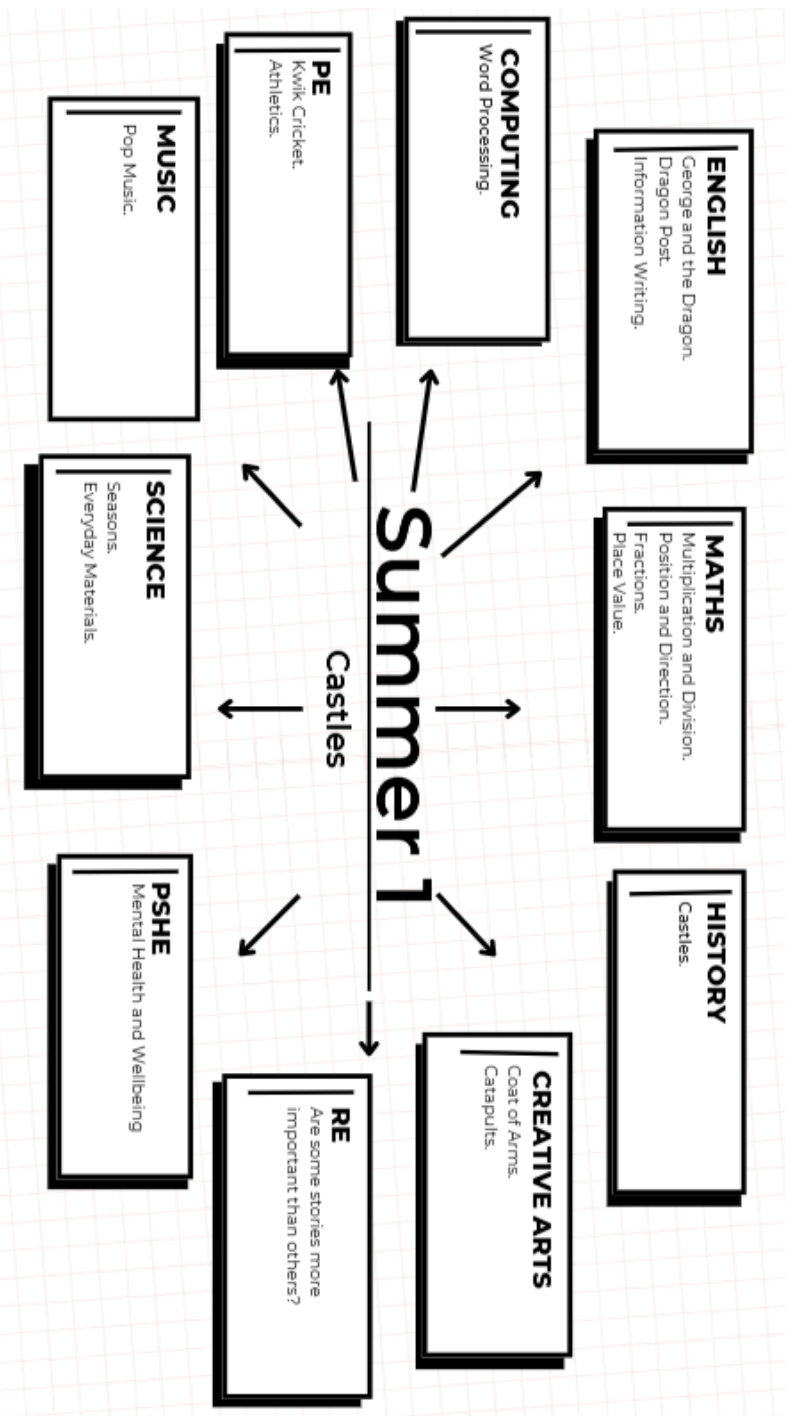 ENGLISH
George and the Dragon.
Dragon Post.
Information Writing.
MATHS
Multiplication and Division.
Position and Direction.
Fractions.
Place Value.
HISTORY
Castles.
COMPUTING
Word Processing.
CREATIVE ARTS
Coat of Arms.
Catapults.
Summer 1
Castles
PE
Kwik Cricket.
Athletics.
RE
Are some stories more
important than others?
MUSIC
Pop Music.
SCIENCE
Seasons.
Everyday Materials.
PSHE
Mental Health and Wellbeing